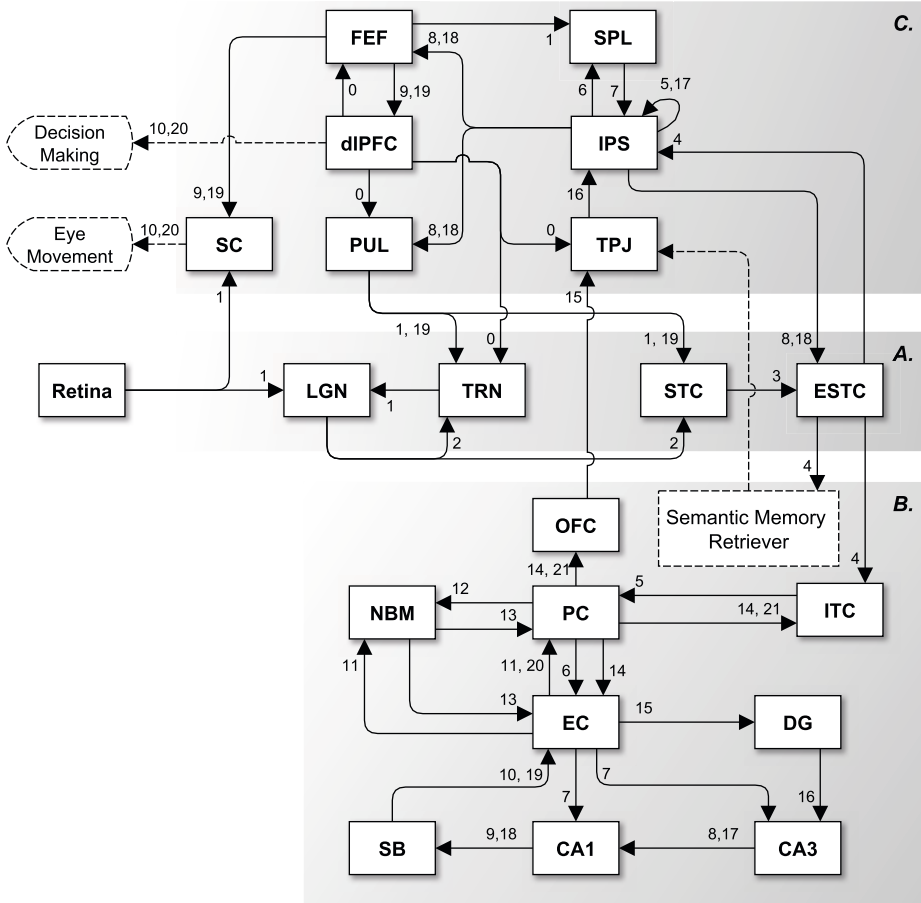 C.
FEF
SPL
8,18
1
0
9,19
6
7
5,17
Decision
Making
10,20
dlPFC
IPS
4
0
16
9,19
Eye
Movement
10,20
SC
PUL
8,18
0
TPJ
1
15
1, 19
0
1, 19
8,18
A.
Retina
1
LGN
1
TRN
STC
3
ESTC
2
2
4
B.
OFC
Semantic Memory
Retriever
14, 21
4
NBM
12
PC
5
ITC
13
14, 21
11
11, 20
6
14
13
EC
15
DG
10, 19
7
7
16
SB
9,18
CA1
8,17
CA3